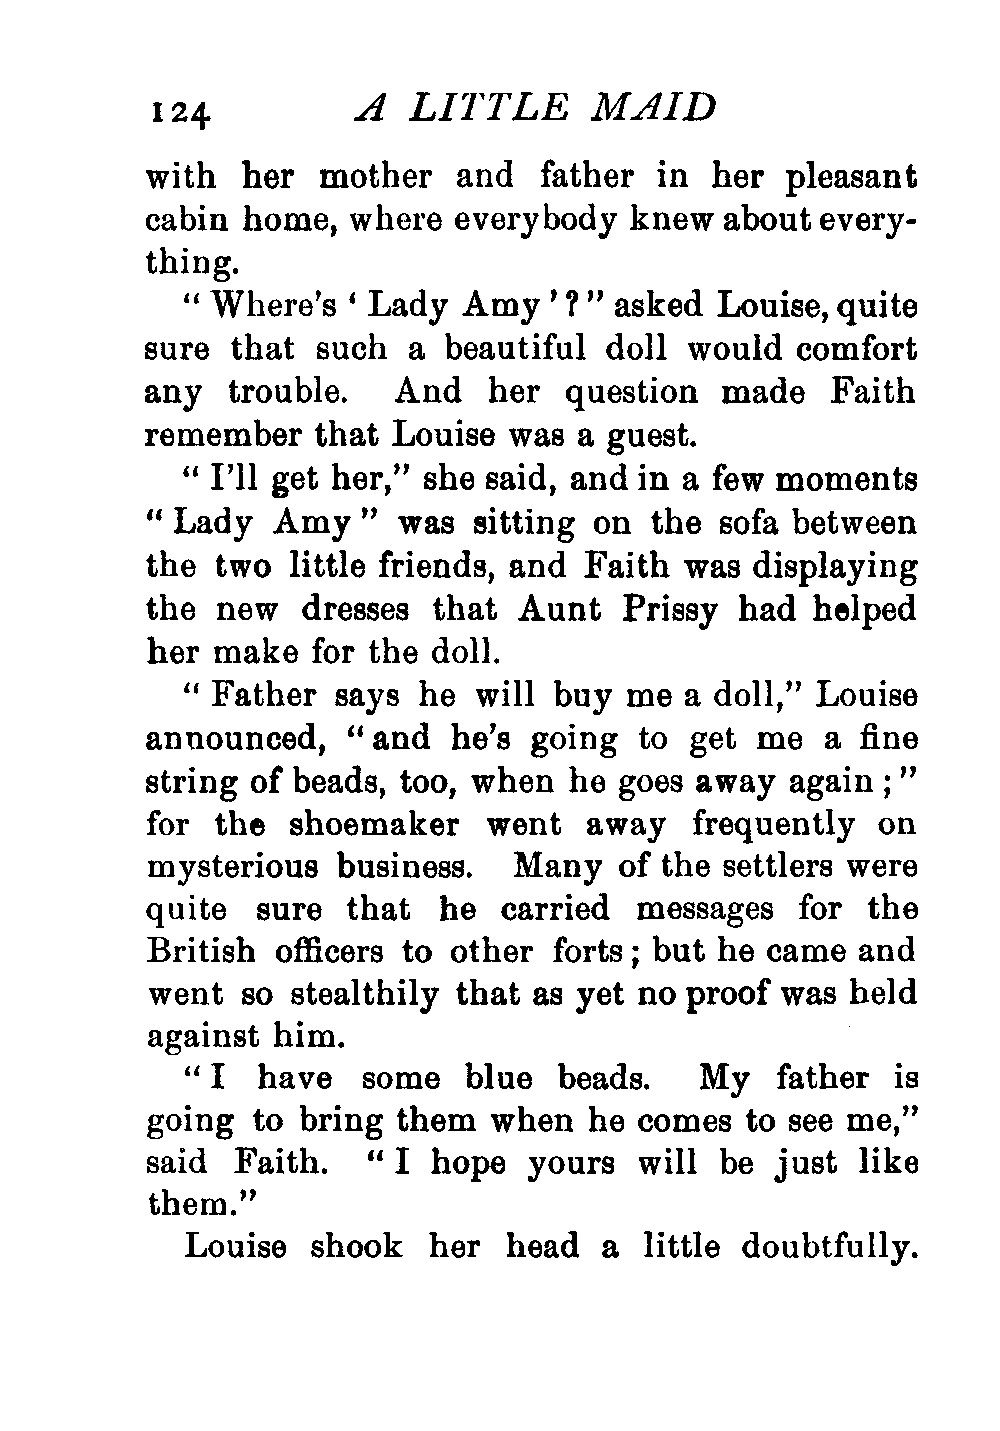 124 A LITTLE MAID
with her mother and father in her pleasant
cabin home, where everybody knew about every-
thing.
" Where's ' Lady Amy ' ? " asked Louise, quite
sure that such a beautiful doll would comfort
any trouble. And her question made Faith
remember that Louise was a guest.
" I'll get her," she said, and in a few moments
" Lady Amy " was sitting on the sofa between
the two little friends, and Faith was displaying
the new dresses that Aunt Prissy had helped
her make for the doll.
" Father says he will buy me a doll," Louise
announced, " and he's going to get me a fine
string of beads, too, when he goes away again ; "
for the shoemaker went away frequently on
mysterious business. Many of the settlers were
quite sure that he carried messages for the
British officers to other forts ; but he came and
went so stealthily that as yet no proof was held
against him.
" I have some blue beads. My father is
going to bring them when he comes to see me,"
said Faith. " I hope yours will be just like
them."
Louise shook her head a little doubtfully.